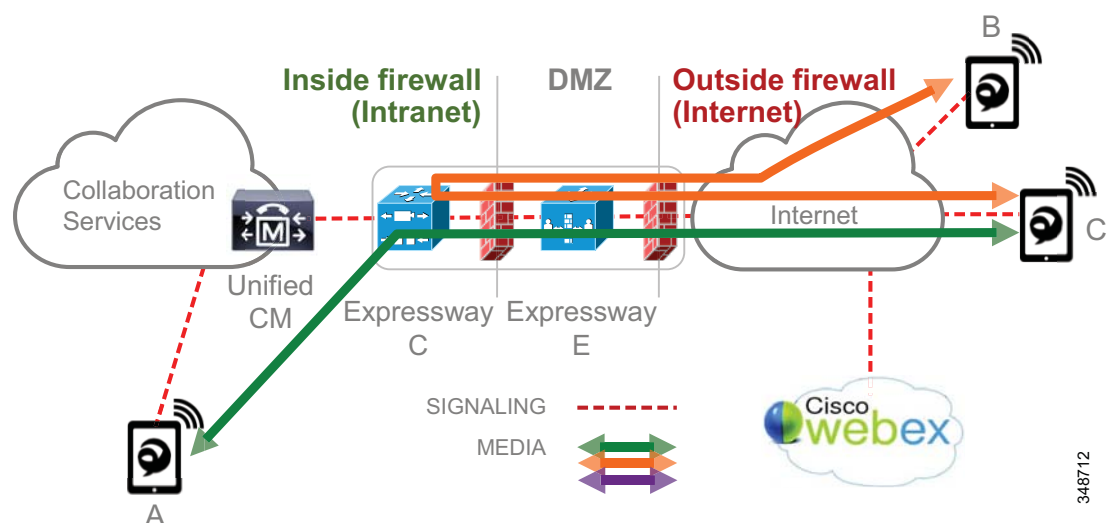 B
Inside firewall
(Intranet)
DMZ
Outside firewall
(Internet)
Collaboration
Services
M
Internet
C
Unified
CM
Expressway
C
Expressway
E
SIGNALING
MEDIA
Cisco
webex
A
348712